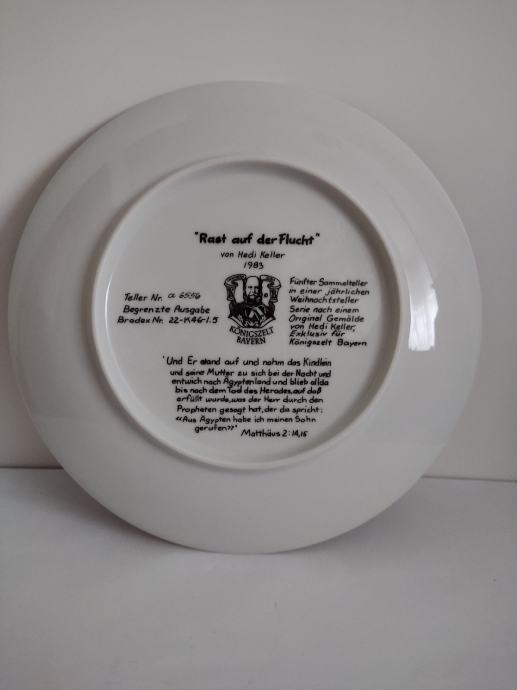 "Rast auf der Flucht"
von Hedi Keller
1983
Teller Nr. a 6556
Begrenzte Ausgabe
Bradex Nr. 22-K46-1.5
KÖNIGSZELT
BAYERN
Fünfter Sammelteller
in einer jährlichen
Weihnachtsteller
Serie nach einem
Original Gemälde
von Hedi Keller,
Exklusiv für
Königszelt Bayern
"Und Er stand auf und nahm das Kindlein
und seine Mutter zu sich bei der Nacht und
entwich nach Ägyptenland und blieb allda
bis nach dem Tod des Herodes, auf daß
erfüllt wurde, was der Herr durch den
Propheten gesagt hat, der da spricht:
«Aus Ägypten habe ich meinen Sohn
gerufen??" Matthäus 2:14,15